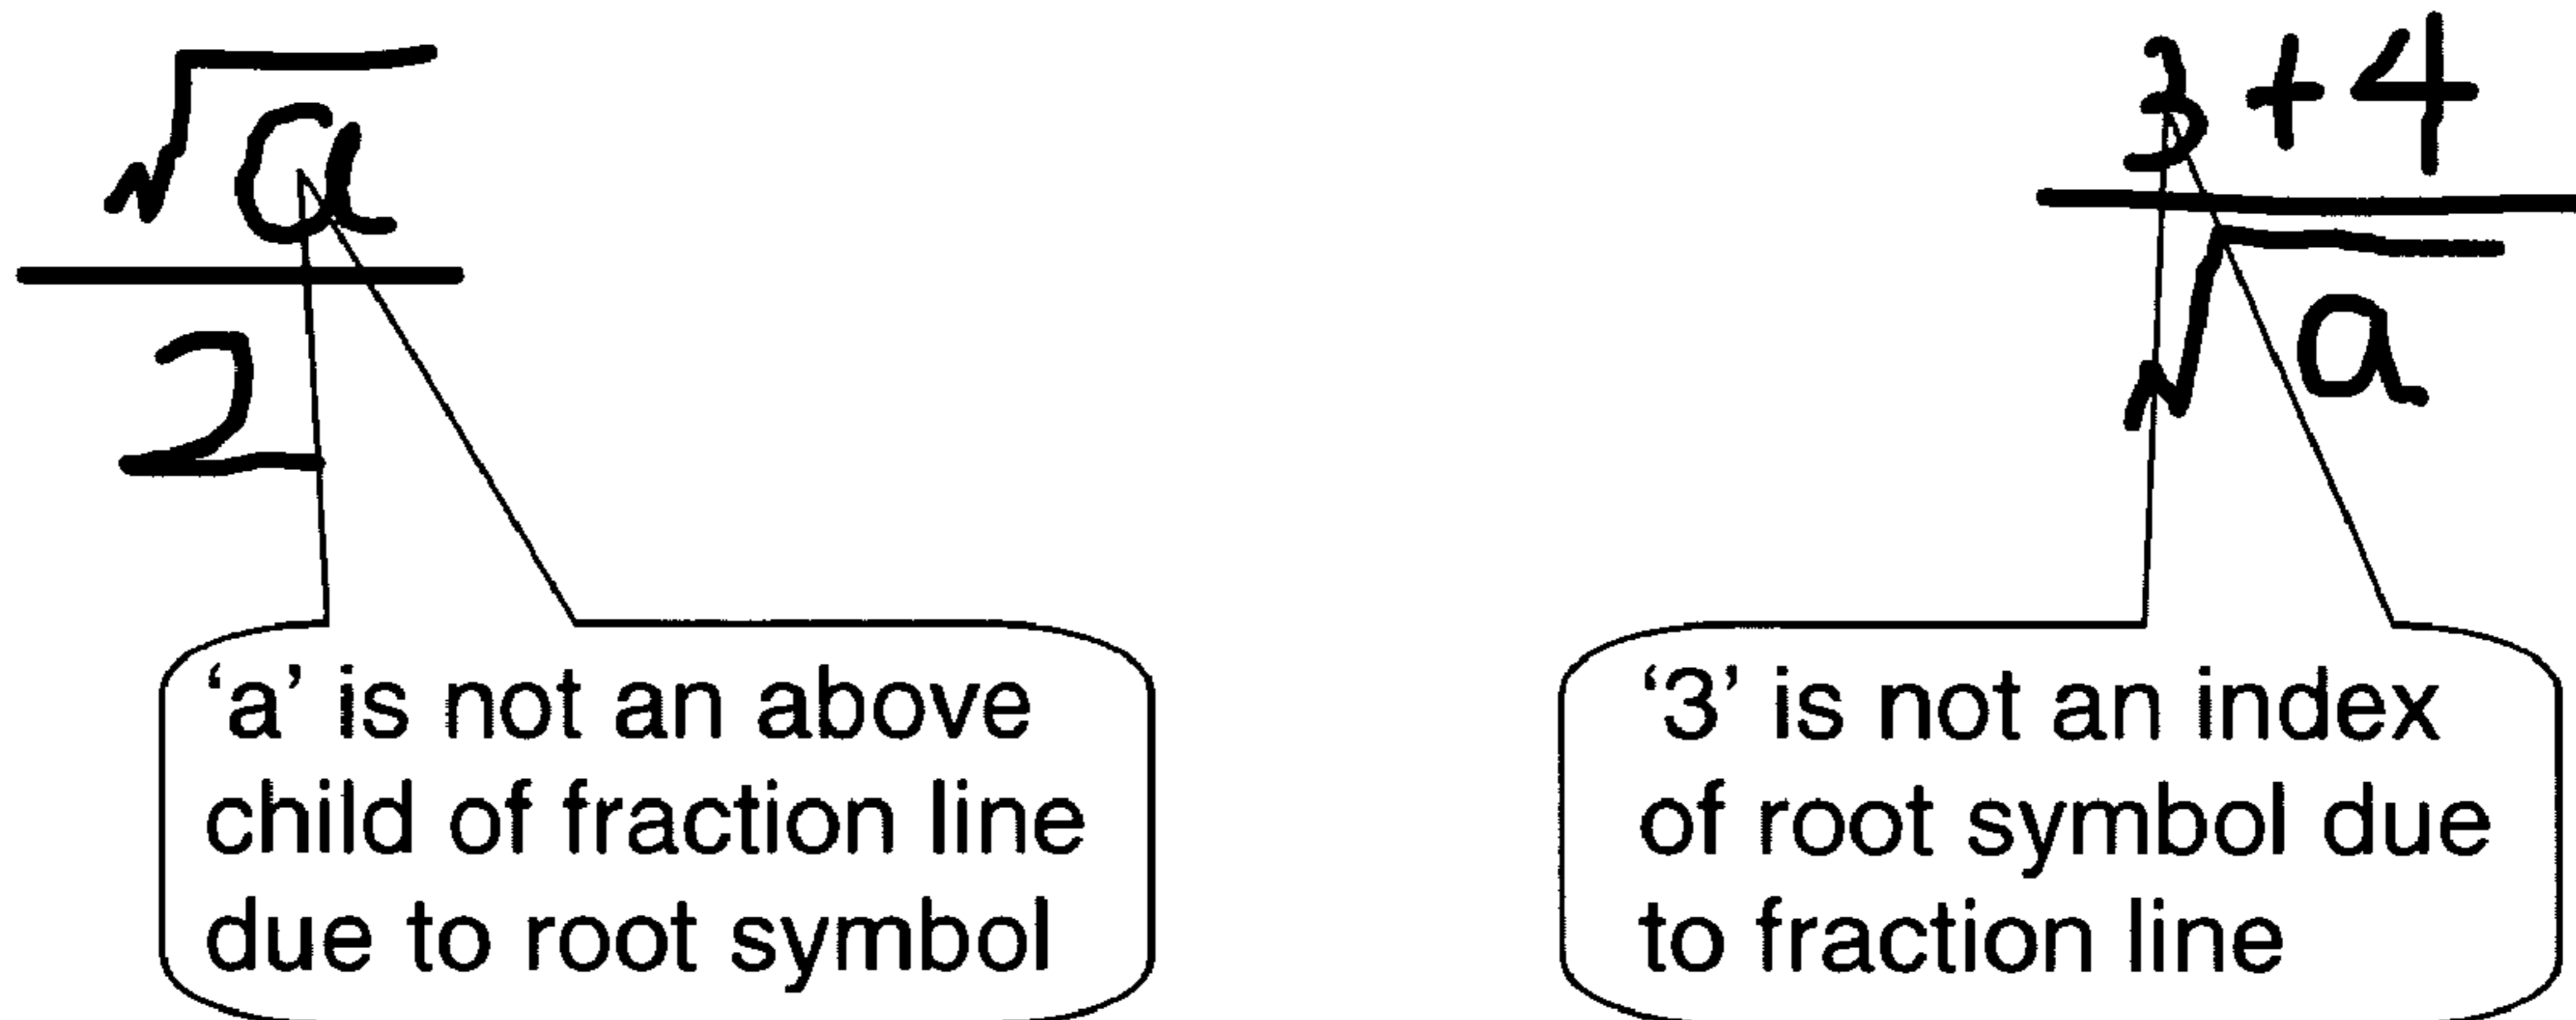 √a
2
3+4
√a
‘a’ is not an above
child of fraction line
due to root symbol
‘3’ is not an index
of root symbol due
to fraction line